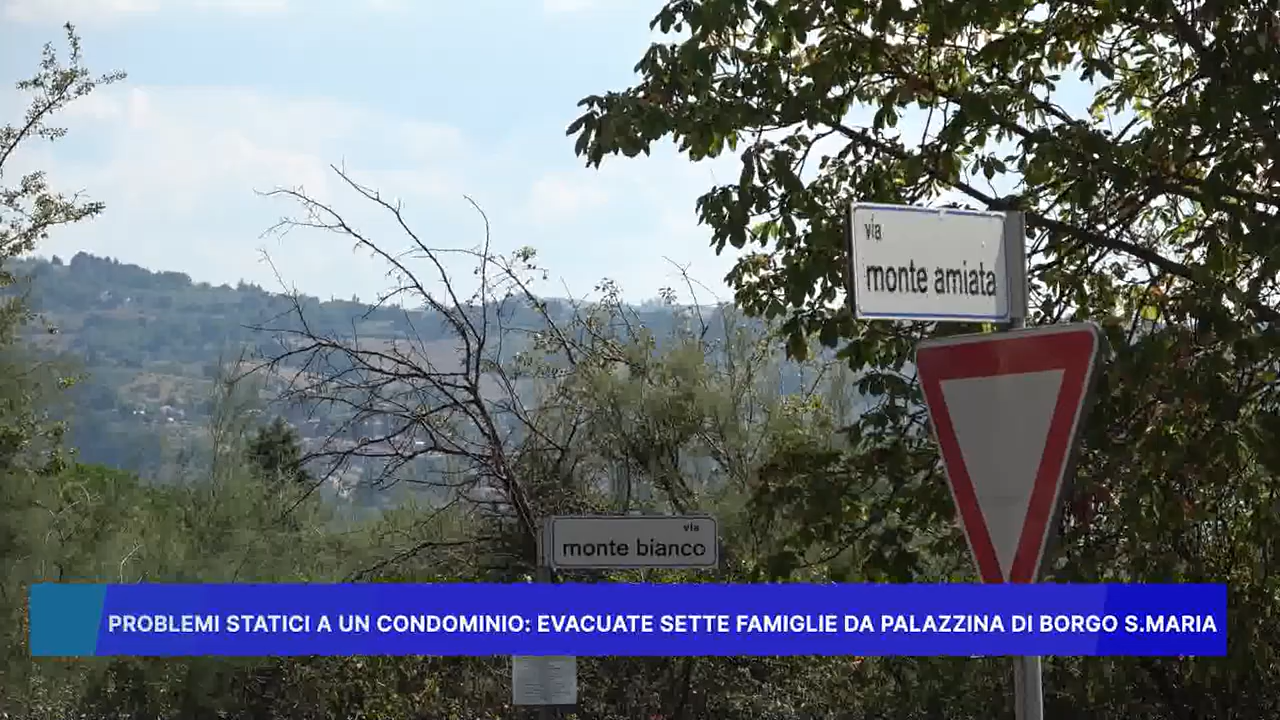 via
monte amiata
via
monte bianco
PROBLEMI STATICI A UN CONDOMINIO: EVACUATE SETTE FAMIGLIE DA PALAZZINA DI BORGO S.MARIA